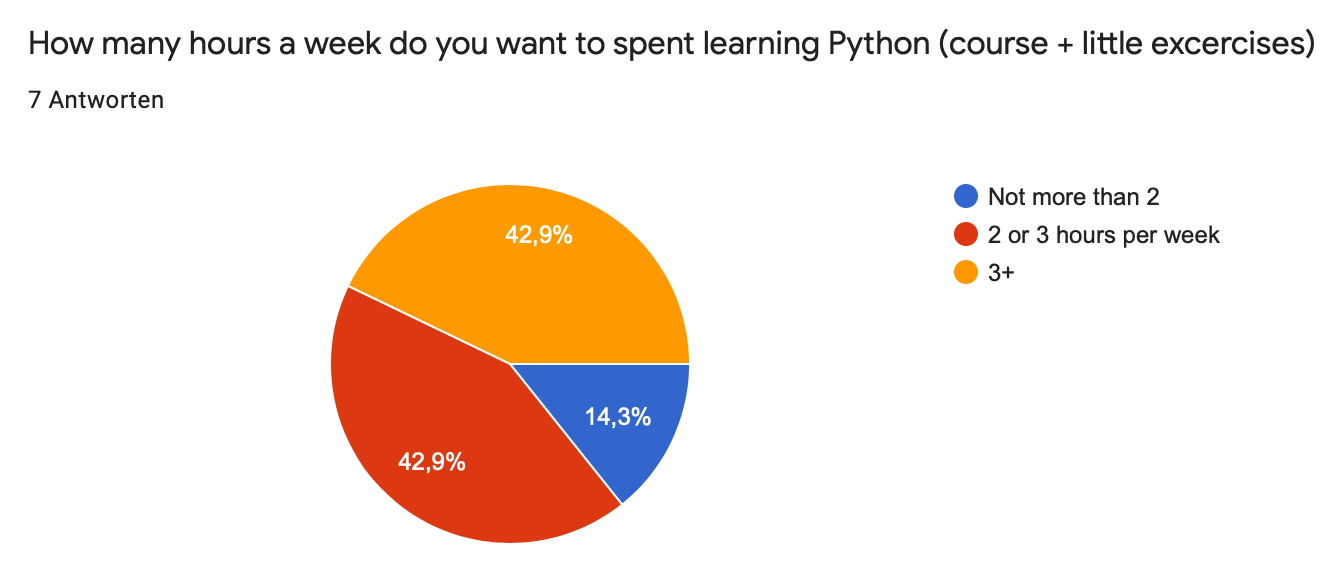 How many hours a week do you want to spent learning Python (course + little excercises)
7 Antworten
Not more than 2
2 or 3 hours per week
3+
42,9%
14,3%
42,9%